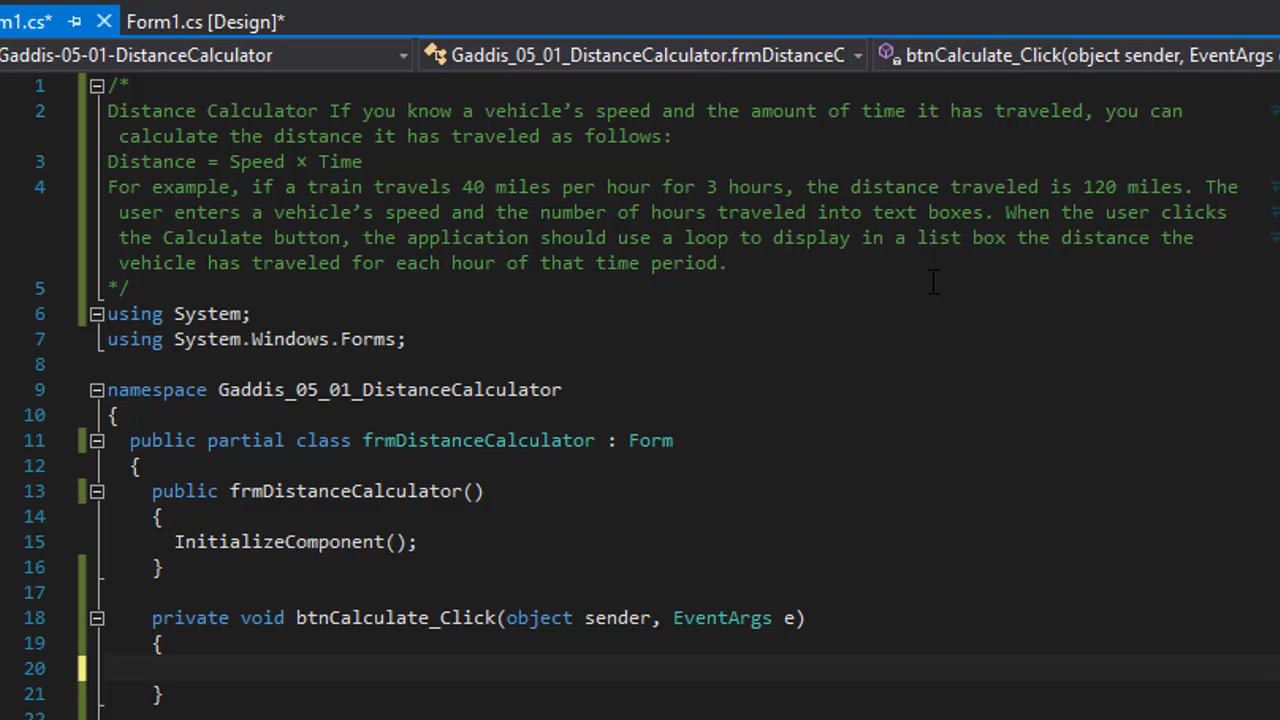 m1.cs* Form1.cs [Design]*
Gaddis-05-01-DistanceCalculator Gaddis_05_01_DistanceCalculator.frmDistanceC btnCalculate_Click(object sender, EventArgs
1 /*
2 Distance Calculator If you know a vehicle’s speed and the amount of time it has traveled, you can
calculate the distance it has traveled as follows:
3 Distance = Speed × Time
4 For example, if a train travels 40 miles per hour for 3 hours, the distance traveled is 120 miles. The
user enters a vehicle’s speed and the number of hours traveled into text boxes. When the user clicks
the Calculate button, the application should use a loop to display in a list box the distance the
vehicle has traveled for each hour of that time period.
5 */
6 using System;
7 using System.Windows.Forms;
8
9 namespace Gaddis_05_01_DistanceCalculator
10 {
11 public partial class frmDistanceCalculator : Form
12 {
13 public frmDistanceCalculator()
14 {
15 InitializeComponent();
16 }
17
18 private void btnCalculate_Click(object sender, EventArgs e)
19 {
20
21 }
22